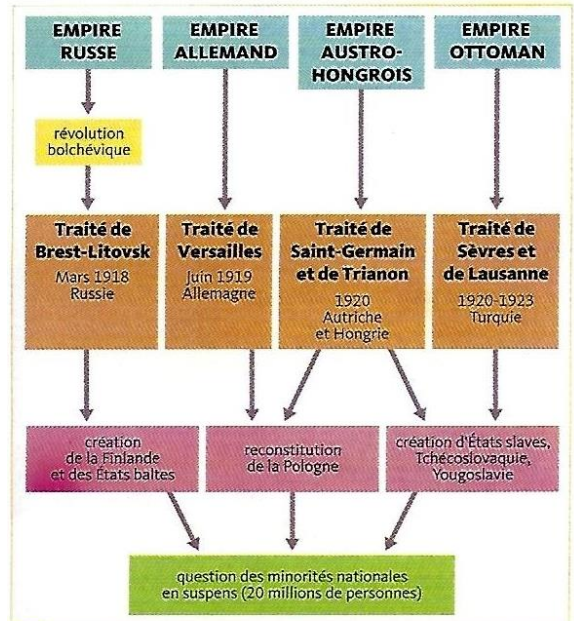 EMPIRE
RUSSE
EMPIRE
ALLEMAND
EMPIRE
AUSTRO-
HONGROIS
EMPIRE
OTTOMAN
révolution
bolchévique
Traité de
Brest-Litovsk
Mars 1918
Russie
Traité de
Versailles
Juin 1919
Allemagne
Traité de
Saint-Germain
et de Trianon
1920
Autriche
et Hongrie
Traité de
Sèvres et
de Lausanne
1920-1923
Turquie
création
de la Finlande
et des États baltes
reconstitution
de la Pologne
création d'États slaves,
Tchécoslovaquie,
Yougoslavie
question des minorités nationales
en suspens (20 millions de personnes)